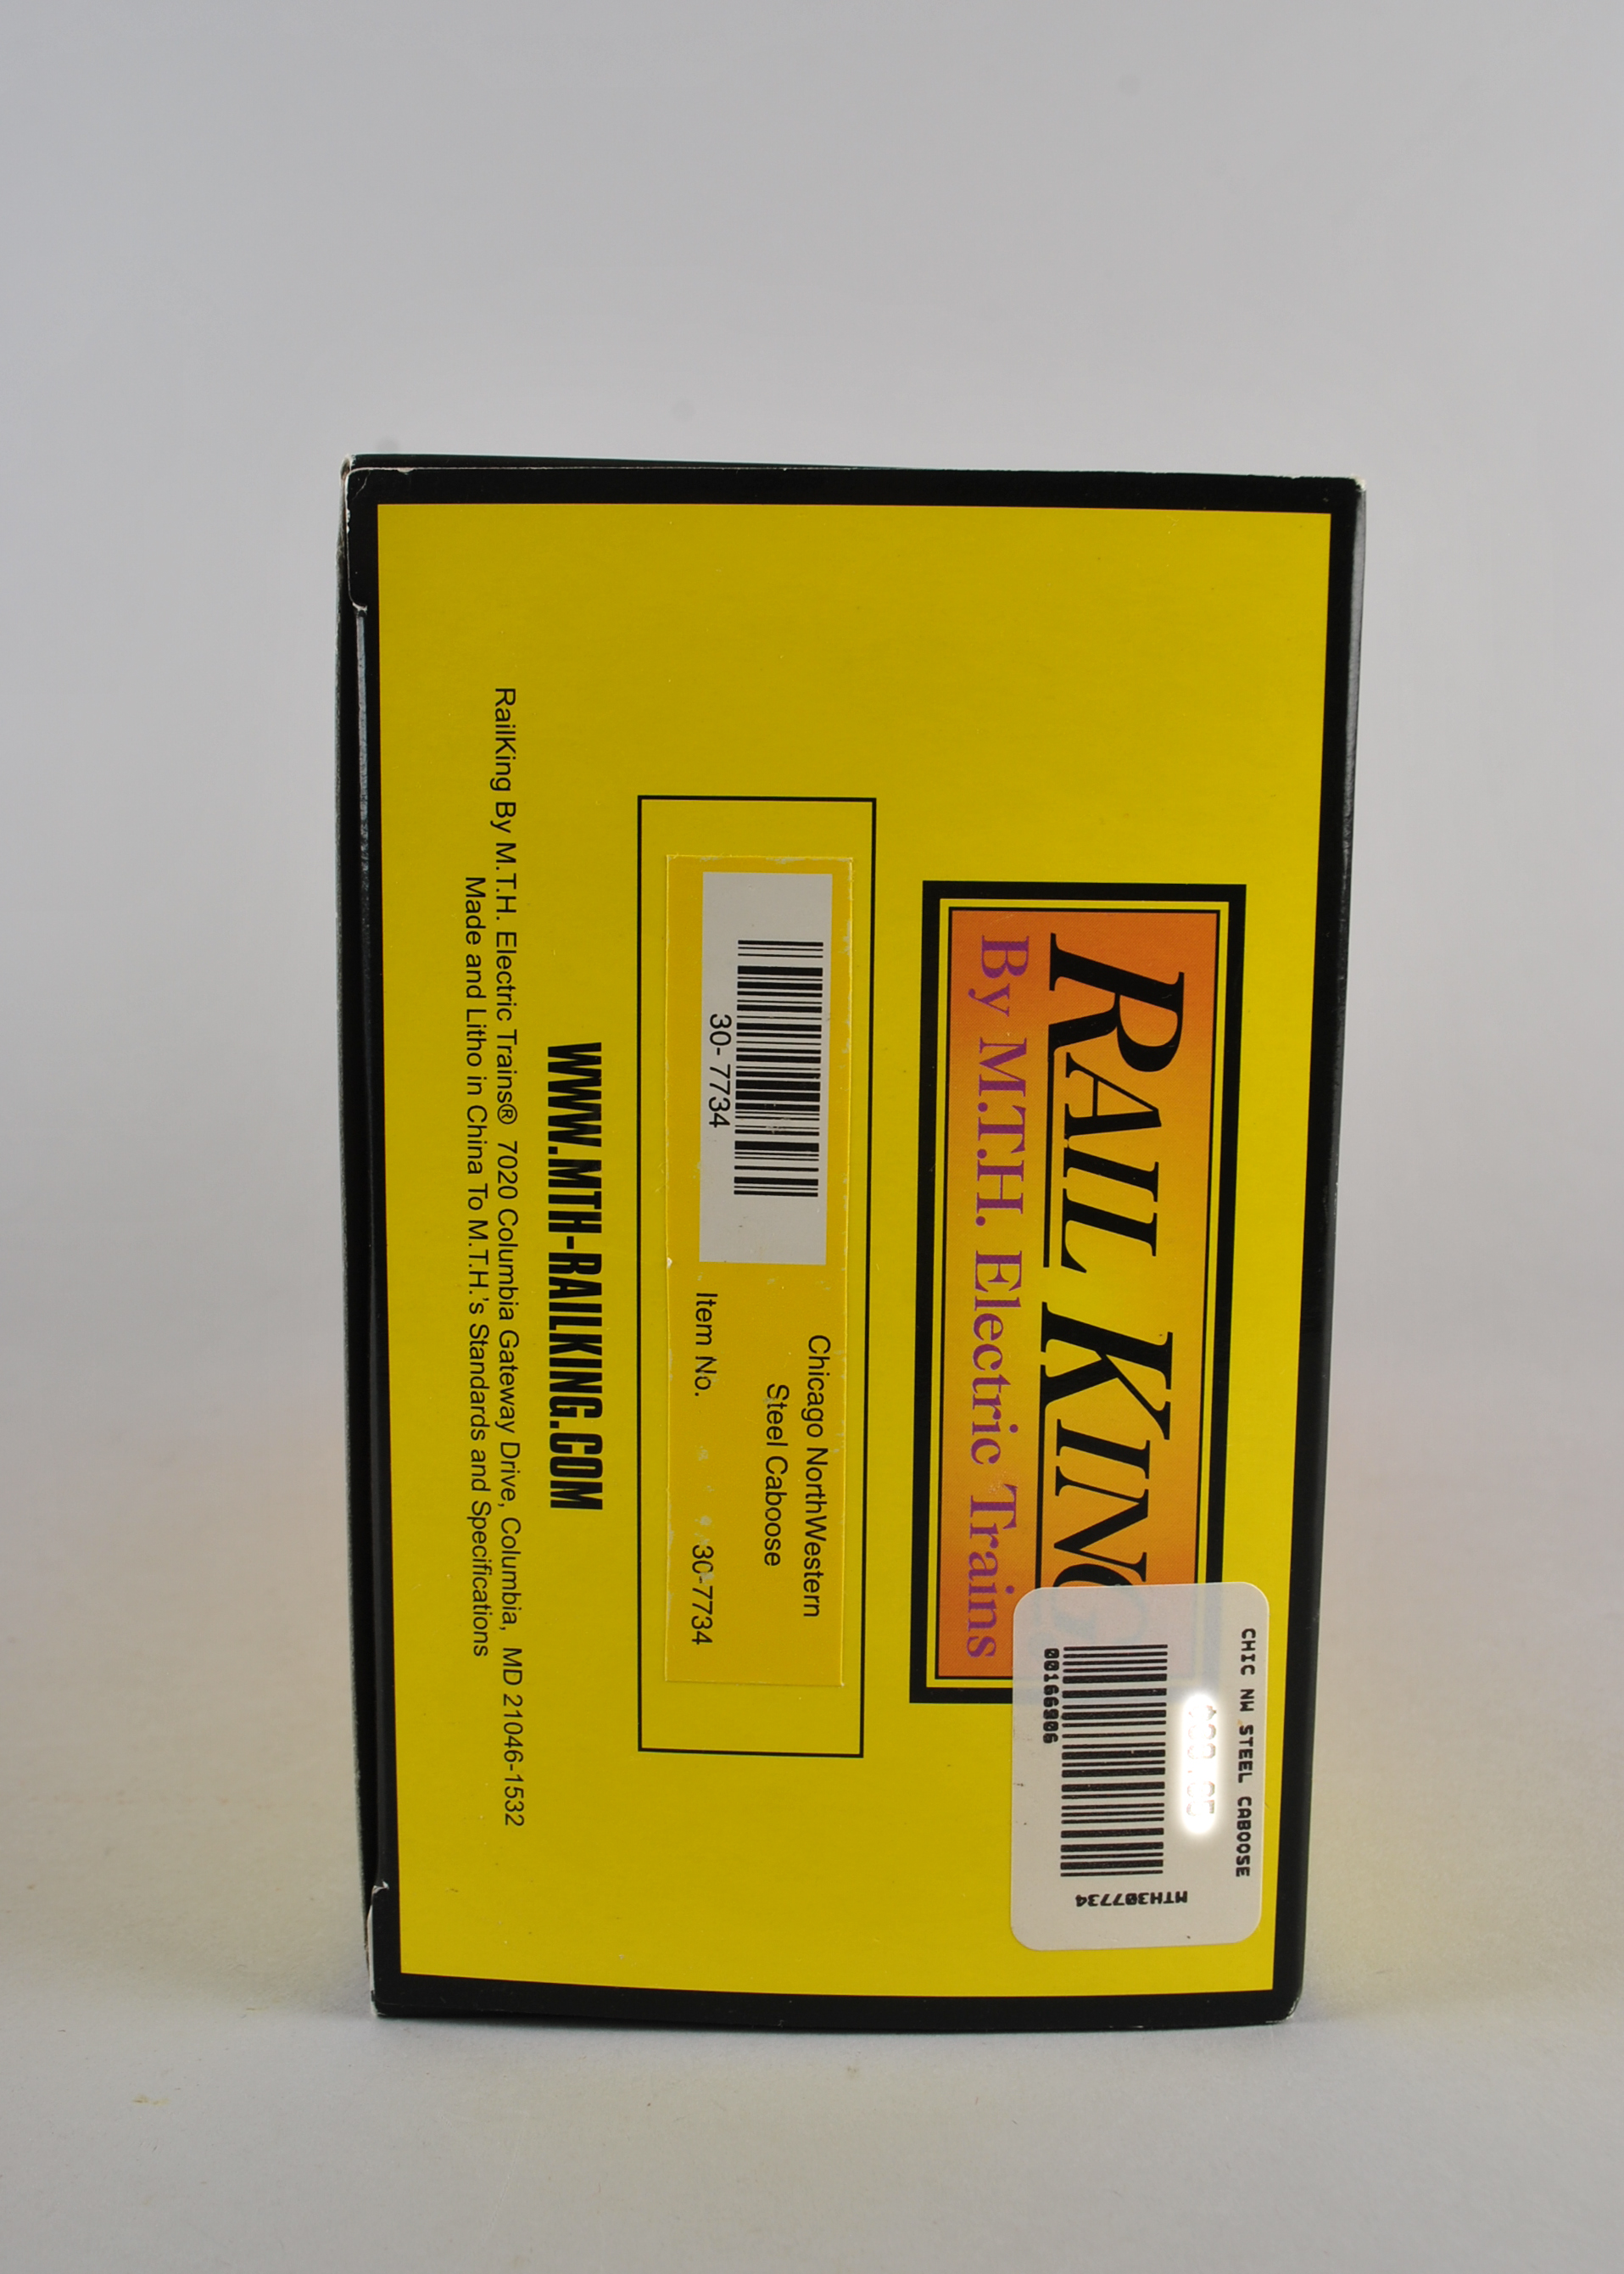 RAIL KING
By M.T.H. Electric Trains
CHIC NW STEEL CABOOSE
00166906
MTH307734
Chicago NorthWestern
Steel Caboose
30-7734
Item No. 30-7734
WWW.MTH-RAILKING.COM
RailKing By M.T.H. Electric Trains® 7020 Columbia Gateway Drive, Columbia, MD 21046-1532
Made and Litho in China To M.T.H.'s Standards and Specifications